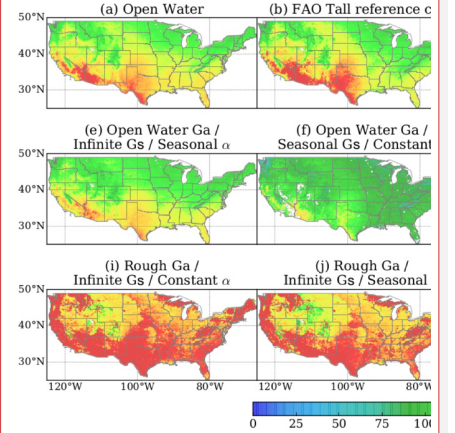 (a) Open Water
(b) FAO Tall reference c
50°N
40°N
30°N
(e) Open Water Ga /
Infinite Gs / Seasonal α
(f) Open Water Ga /
Seasonal Gs / Constant
50°N
40°N
30°N
(i) Rough Ga /
Infinite Gs / Constant α
(j) Rough Ga /
Infinite Gs / Seasonal
50°N
40°N
30°N
120°W 100°W 80°W 120°W 100°W 80°W
0 25 50 75 100